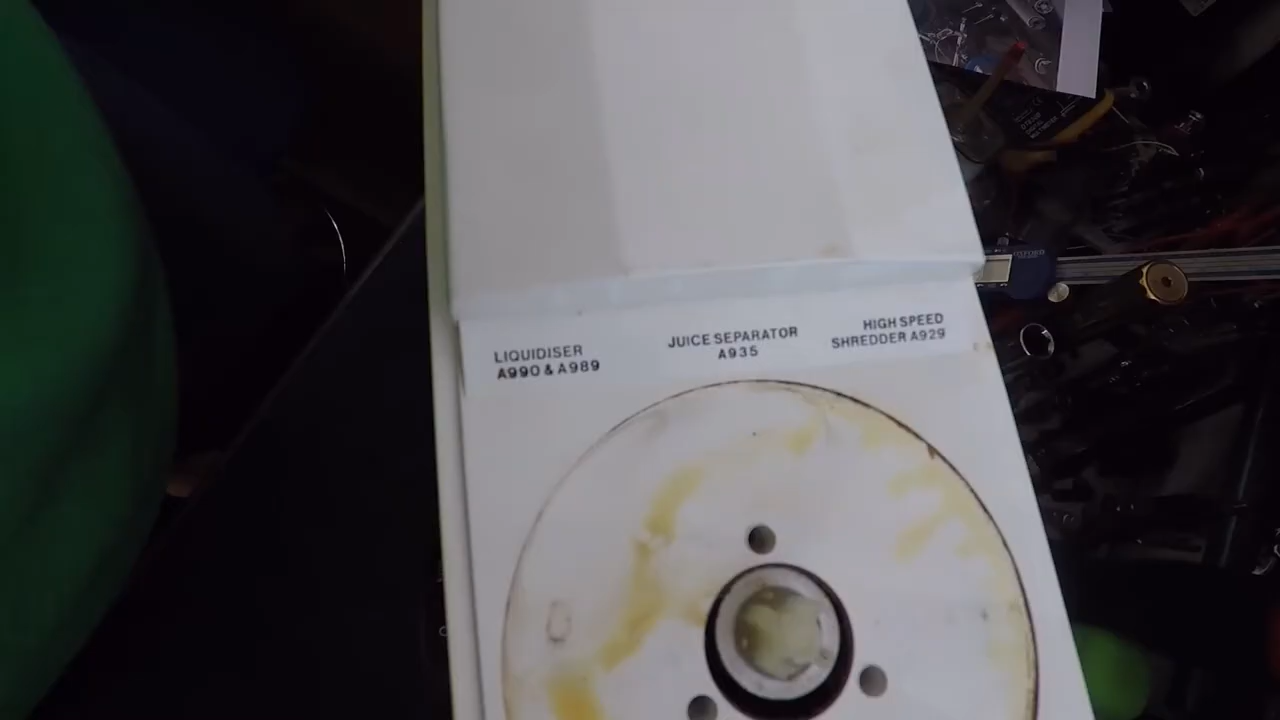 LIQUIDISER
A990 & A989
JUICE SEPARATOR
A935
HIGH SPEED
SHREDDER A929